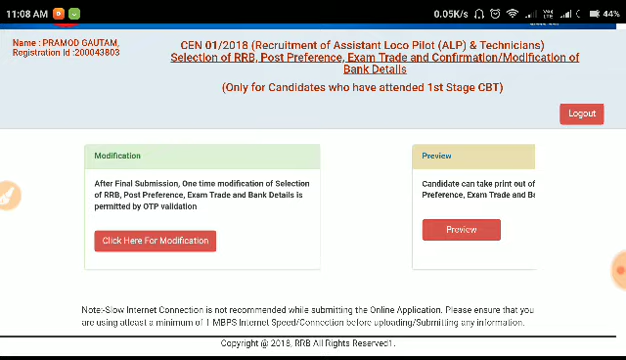 11:08 AM
0.05K/s
44%
Name : PRAMOD GAUTAM,
Registration Id :200043803
CEN 01/2018 (Recruitment of Assistant Loco Pilot (ALP) & Technicians)
Selection of RRB, Post Preference, Exam Trade and Confirmation/Modification of
Bank Details
(Only for Candidates who have attended 1st Stage CBT)
Logout
Modification
After Final Submission, One time modification of Selection
of RRB, Post Preference, Exam Trade and Bank Details is
permitted by OTP validation
Click Here For Modification
Preview
Candidate can take print out of
Preference, Exam Trade and
Preview
Note:-Slow Internet Connection is not recommended while submitting the Online Application. Please ensure that you
are using atleast a minimum of 1 MBPS Internet Speed/Connection before uploading/Submitting any information.
Copyright @ 2018, RRB All Rights Reserved1.